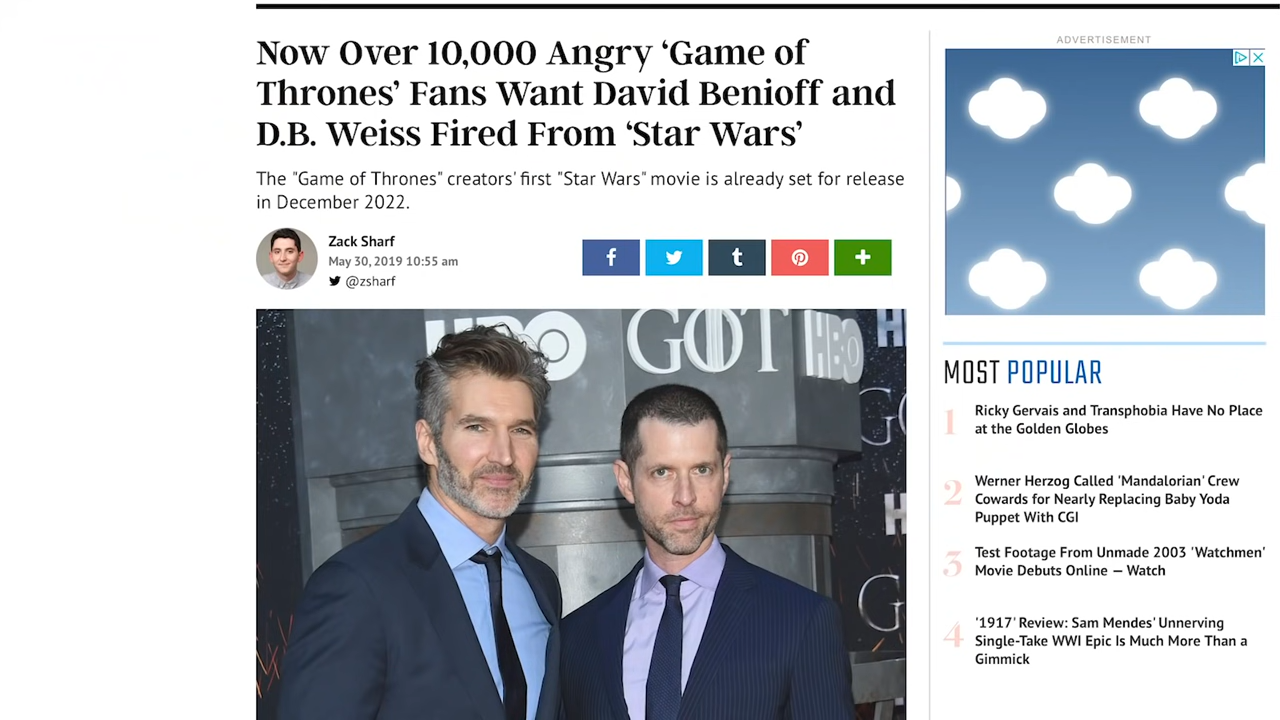 Now Over 10,000 Angry ‘Game of
Thrones’ Fans Want David Benioff and
D.B. Weiss Fired From ‘Star Wars’
The "Game of Thrones" creators' first "Star Wars" movie is already set for release
in December 2022.
Zack Sharf
May 30, 2019 10:55 am
@zsharf
HBO
GOT
HBO
ADVERTISEMENT
MOST POPULAR
1
Ricky Gervais and Transphobia Have No Place
at the Golden Globes
2
Werner Herzog Called 'Mandalorian' Crew
Cowards for Nearly Replacing Baby Yoda
Puppet With CGI
3
Test Footage From Unmade 2003 'Watchmen'
Movie Debuts Online — Watch
4
'1917' Review: Sam Mendes' Unnerving
Single-Take WWI Epic Is Much More Than a
Gimmick